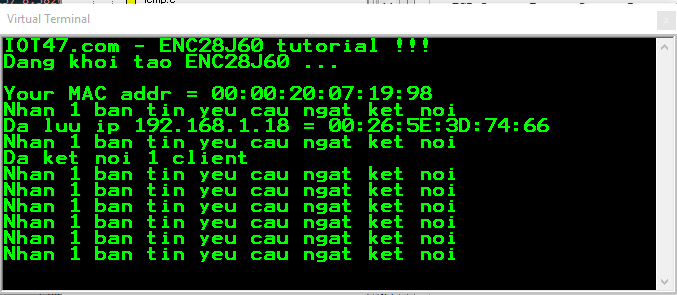 Virtual Terminal
x
IOT47.com - ENC28J60 tutorial !!!
Dang khoi tao ENC28J60 ...
Your MAC addr = 00:00:20:07:19:98
Nhan 1 ban tin yeu cau ngat ket noi
Da luu ip 192.168.1.18 = 00:26:5E:3D:74:66
Nhan 1 ban tin yeu cau ngat ket noi
Da ket noi 1 client
Nhan 1 ban tin yeu cau ngat ket noi
Nhan 1 ban tin yeu cau ngat ket noi
Nhan 1 ban tin yeu cau ngat ket noi
Nhan 1 ban tin yeu cau ngat ket noi
Nhan 1 ban tin yeu cau ngat ket noi
Nhan 1 ban tin yeu cau ngat ket noi